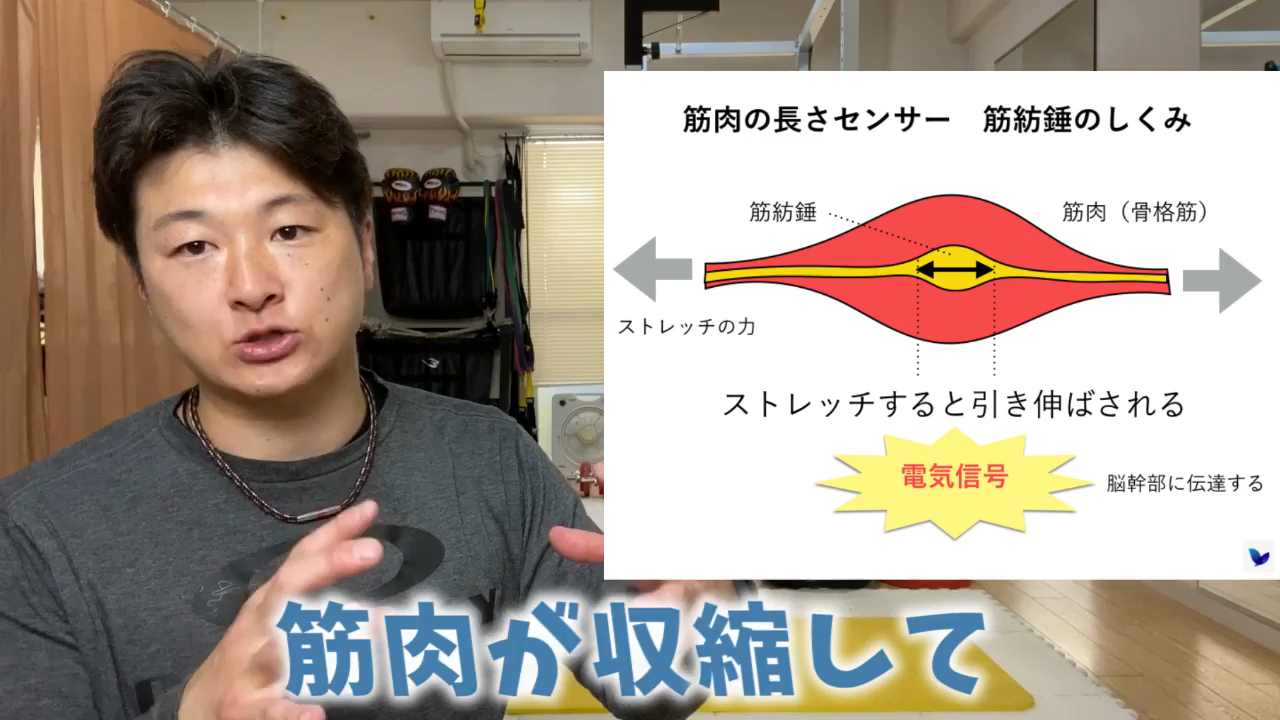 筋肉の長さセンサー　筋紡錘のしくみ
筋紡錘
筋肉（骨格筋）
ストレッチの力
ストレッチすると引き伸ばされる
電気信号
脳幹部に伝達する
筋肉が収縮して